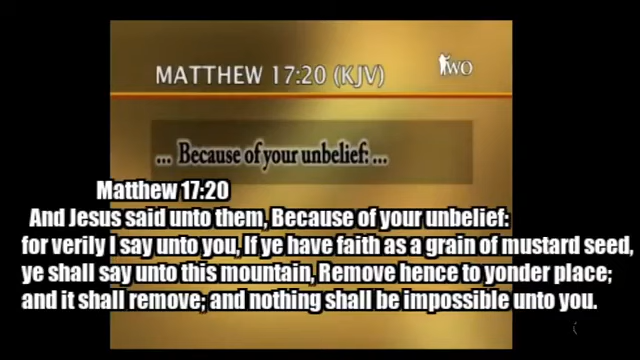 MATTHEW 17:20 (KJV)
WO
... Because of your unbelief: ...
Matthew 17:20
And Jesus said unto them, Because of your unbelief:
for verily I say unto you, If ye have faith as a grain of mustard seed,
ye shall say unto this mountain, Remove hence to yonder place;
and it shall remove; and nothing shall be impossible unto you.